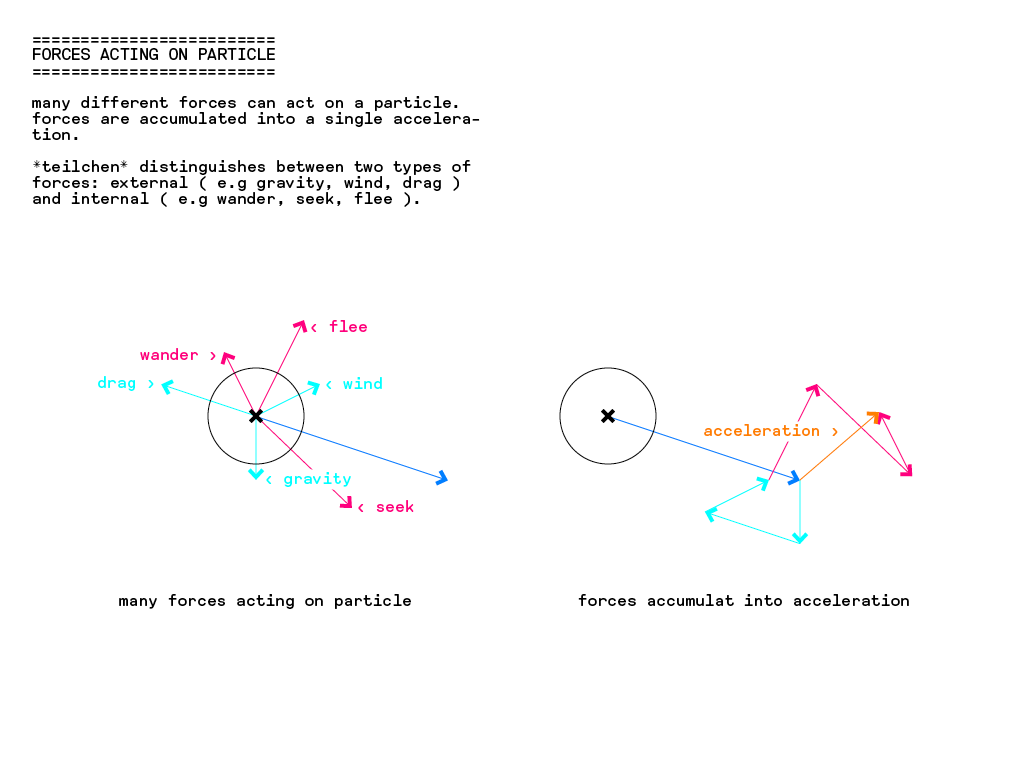 =========================
FORCES ACTING ON PARTICLE
=========================
many different forces can act on a particle.
forces are accumulated into a single accelera-
tion.
*teilchen* distinguishes between two types of
forces: external ( e.g gravity, wind, drag )
and internal ( e.g wander, seek, flee ).
‹ flee
wander ›
drag ›
‹ wind
‹ gravity
‹ seek
acceleration ›
many forces acting on particle
forces accumulat into acceleration